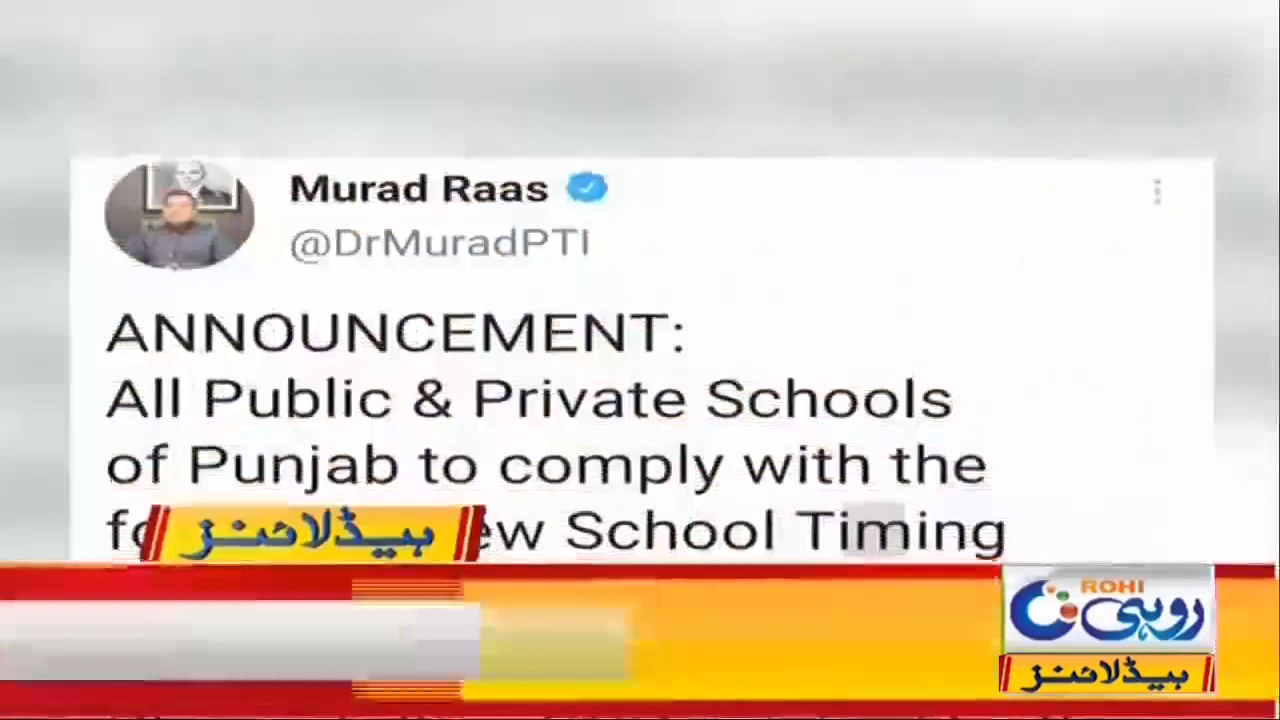 Murad Raas
@DrMuradPTI
ANNOUNCEMENT:
All Public & Private Schools
of Punjab to comply with the
School Timing
ہیڈلائنز
ROHI
روہی
ہیڈلائنز